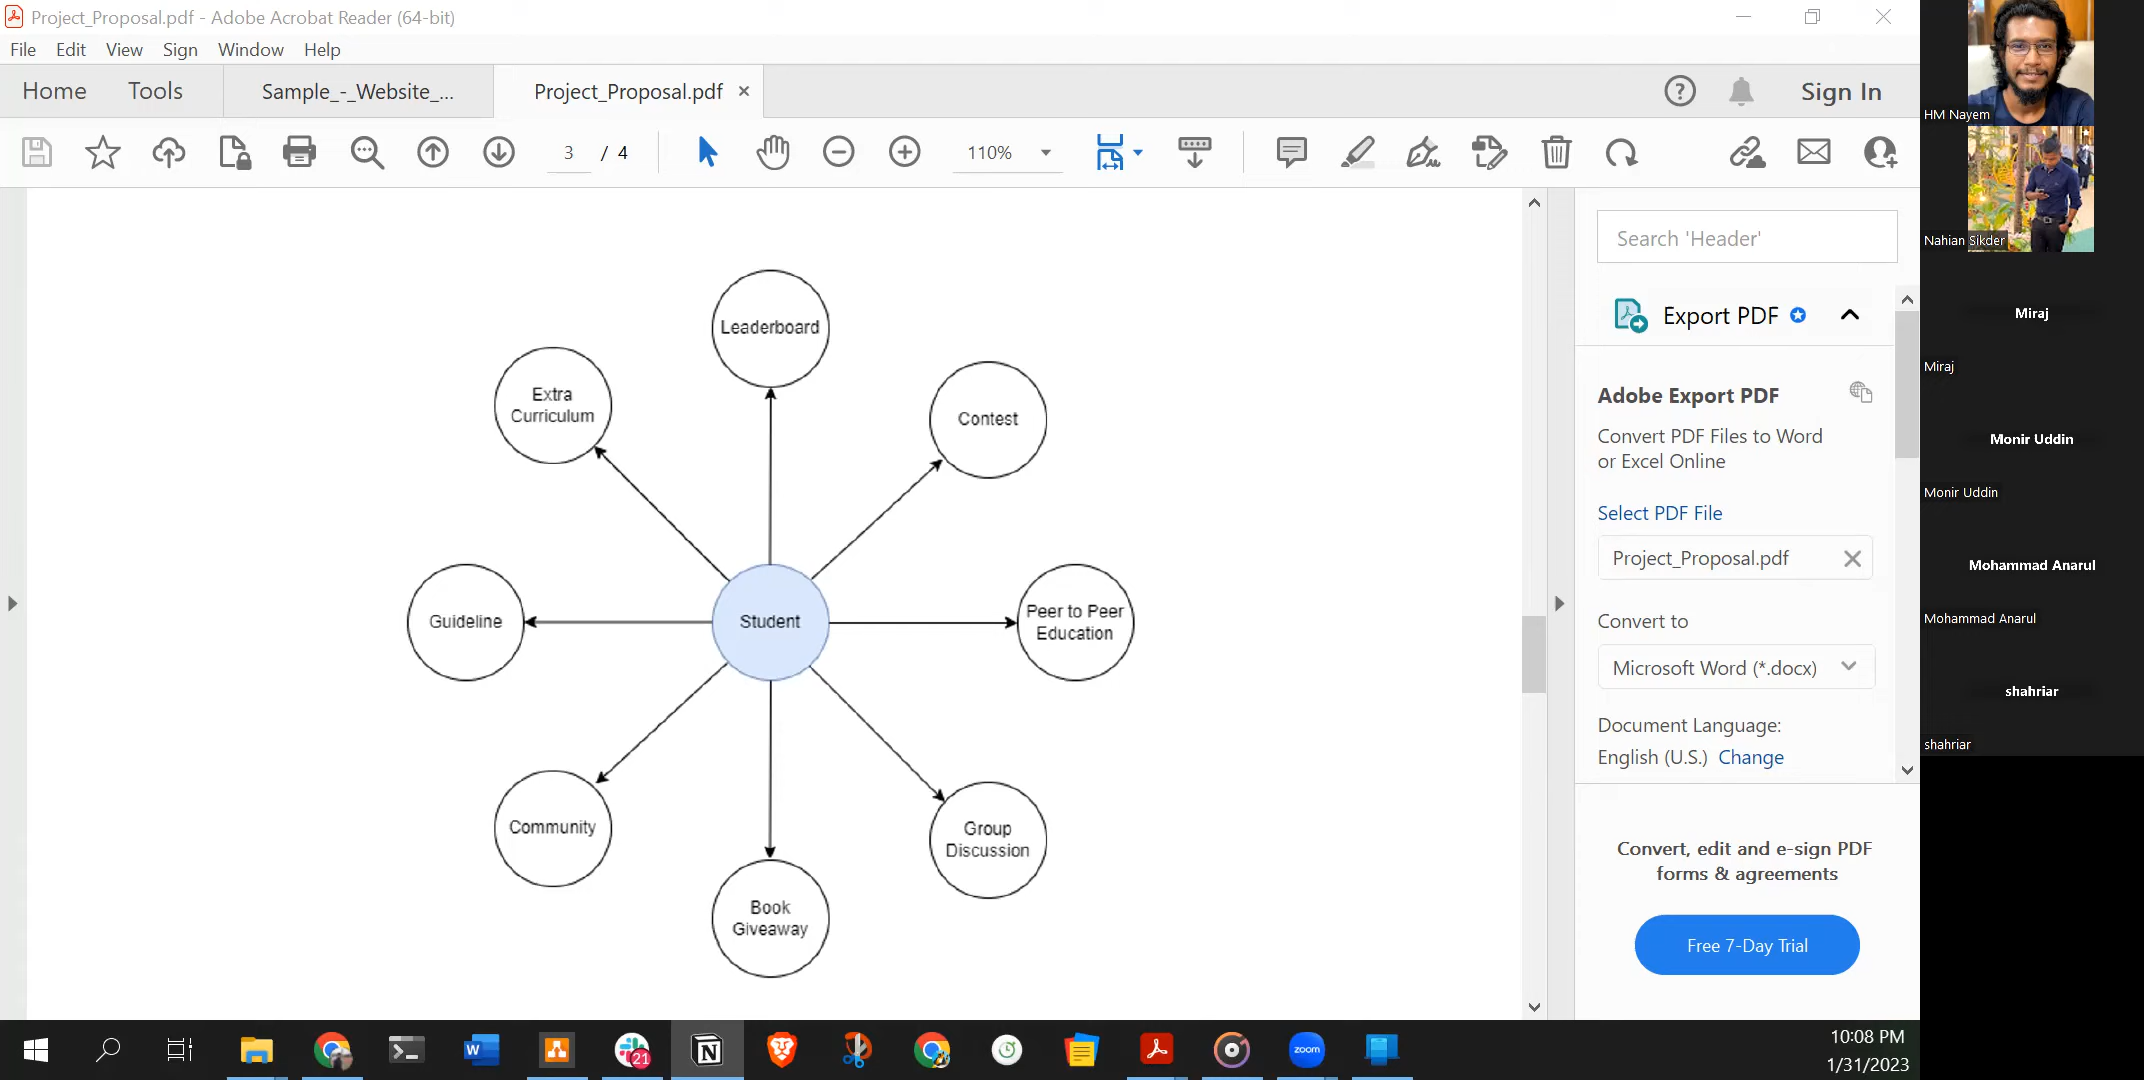 Project_Proposal.pdf - Adobe Acrobat Reader (64-bit)
File Edit View Sign Window Help
Home Tools Sample_-_Website_... Project_Proposal.pdf × Sign In
3 / 4 110%
Leaderboard
Extra
Curriculum
Contest
Guideline
Student
Peer to Peer
Education
Community
Group
Discussion
Book
Giveaway
Search 'Header'
Export PDF
Adobe Export PDF
Convert PDF Files to Word
or Excel Online
Select PDF File
Project_Proposal.pdf
Convert to
Microsoft Word (*.docx)
Document Language:
English (U.S.) Change
Convert, edit and e-sign PDF
forms & agreements
Free 7-Day Trial
HM Nayem
Nahian Sikder
Miraj
Miraj
Monir Uddin
Monir Uddin
Mohammad Anarul
Mohammad Anarul
shahriar
shahriar
21
zoom
10:08 PM
1/31/2023